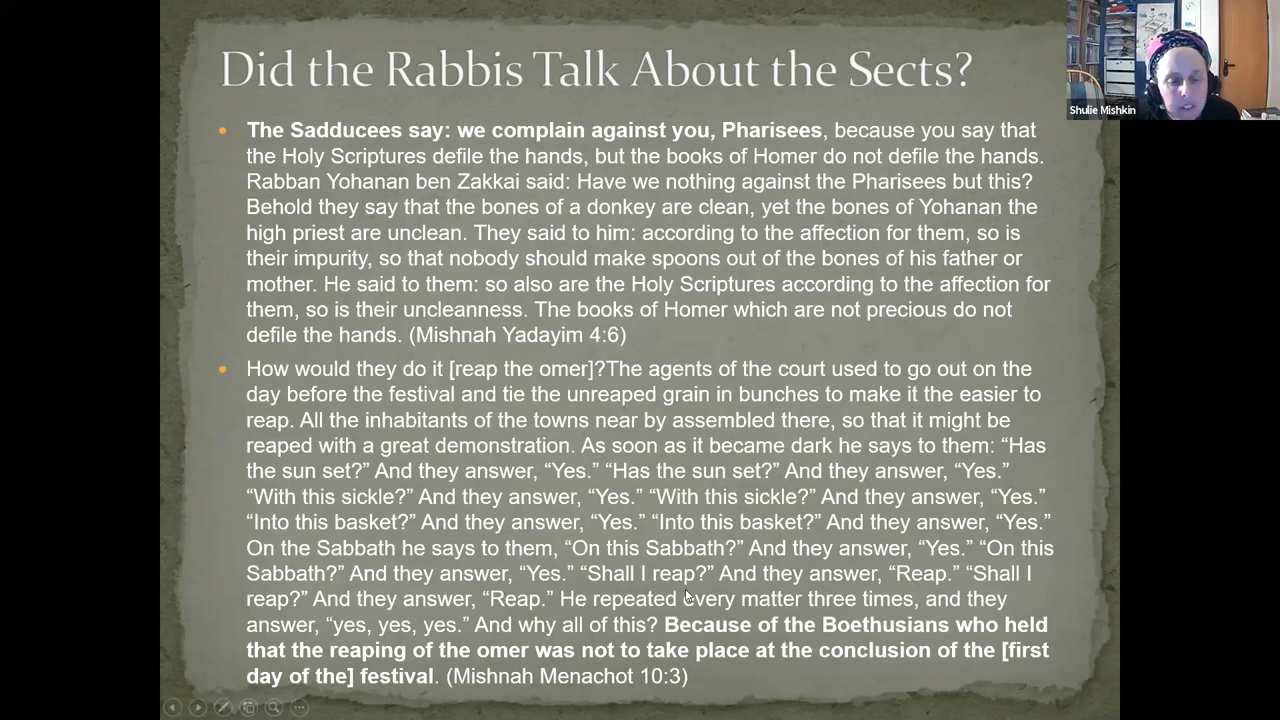 Did the Rabbis Talk About the Sects?
Shulie Mishkin
• The Sadducees say: we complain against you, Pharisees, because you say that
the Holy Scriptures defile the hands, but the books of Homer do not defile the hands.
Rabban Yohanan ben Zakkai said: Have we nothing against the Pharisees but this?
Behold they say that the bones of a donkey are clean, yet the bones of Yohanan the
high priest are unclean. They said to him: according to the affection for them, so is
their impurity, so that nobody should make spoons out of the bones of his father or
mother. He said to them: so also are the Holy Scriptures according to the affection for
them, so is their uncleanness. The books of Homer which are not precious do not
defile the hands. (Mishnah Yadayim 4:6)
• How would they do it [reap the omer]?The agents of the court used to go out on the
day before the festival and tie the unreaped grain in bunches to make it the easier to
reap. All the inhabitants of the towns near by assembled there, so that it might be
reaped with a great demonstration. As soon as it became dark he says to them: “Has
the sun set?” And they answer, “Yes.” “Has the sun set?” And they answer, “Yes.”
“With this sickle?” And they answer, “Yes.” “With this sickle?” And they answer, “Yes.”
“Into this basket?” And they answer, “Yes.” “Into this basket?” And they answer, “Yes.”
On the Sabbath he says to them, “On this Sabbath?” And they answer, “Yes.” “On this
Sabbath?” And they answer, “Yes.” “Shall I reap?” And they answer, “Reap.” “Shall I
reap?” And they answer, “Reap.” He repeated every matter three times, and they
answer, “yes, yes, yes.” And why all of this? Because of the Boethusians who held
that the reaping of the omer was not to take place at the conclusion of the [first
day of the] festival. (Mishnah Menachot 10:3)